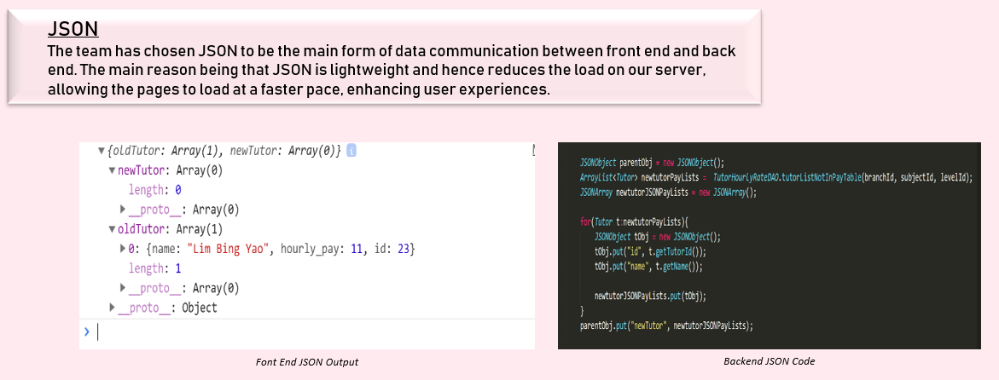 JSON
The team has chosen JSON to be the main form of data communication between front end and back
end. The main reason being that JSON is lightweight and hence reduces the load on our server,
allowing the pages to load at a faster pace, enhancing user experiences.
▼{oldTutor: Array(1), newTutor: Array(0)} i
▼newTutor: Array(0)
length: 0
▶__proto__: Array(0)
▼oldTutor: Array(1)
▶0: {name: "Lim Bing Yao", hourly_pay: 11, id: 23}
length: 1
▶__proto__: Array(0)
▶__proto__: Object
>
Font End JSON Output
JSONObject parentObj = new JSONObject();
ArrayList<Tutor> newtutorPayLists = TutorHourlyRateDAO.tutorListNotInPayTable(branchId, subjectId, levelId);
JSONArray newtutorJSONPayLists = new JSONArray();
for(Tutor t:newtutorPayLists){
JSONObject tObj = new JSONObject();
tObj.put("id", t.getTutorId());
tObj.put("name", t.getName());
newtutorJSONPayLists.put(tObj);
}
parentObj.put("newTutor", newtutorJSONPayLists);
Backend JSON Code